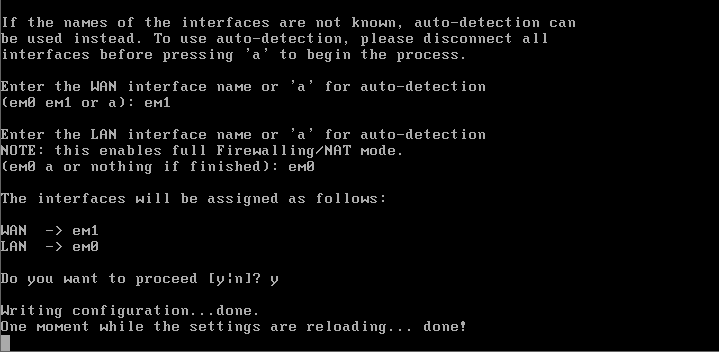 If the names of the interfaces are not known, auto-detection can
be used instead. To use auto-detection, please disconnect all
interfaces before pressing 'a' to begin the process.
Enter the WAN interface name or 'a' for auto-detection
(em0 em1 or a): em1
Enter the LAN interface name or 'a' for auto-detection
NOTE: this enables full Firewalling/NAT mode.
(em0 a or nothing if finished): em0
The interfaces will be assigned as follows:
WAN  -> em1
LAN  -> em0
Do you want to proceed [y|n]? y
Writing configuration...done.
One moment while the settings are reloading... done!